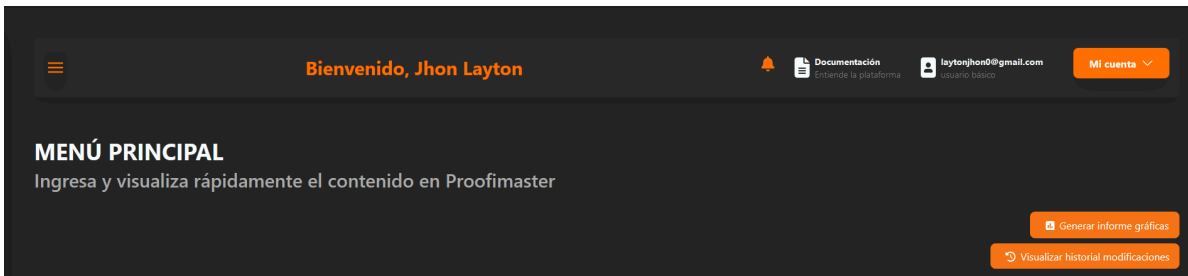 Bienvenido, Jhon Layton
Documentación
Entiende la plataforma
laytonjhon0@gmail.com
usuario básico
Mi cuenta
MENÚ PRINCIPAL
Ingresa y visualiza rápidamente el contenido en Proofimaster
Generar informe gráficas
Visualizar historial modificaciones